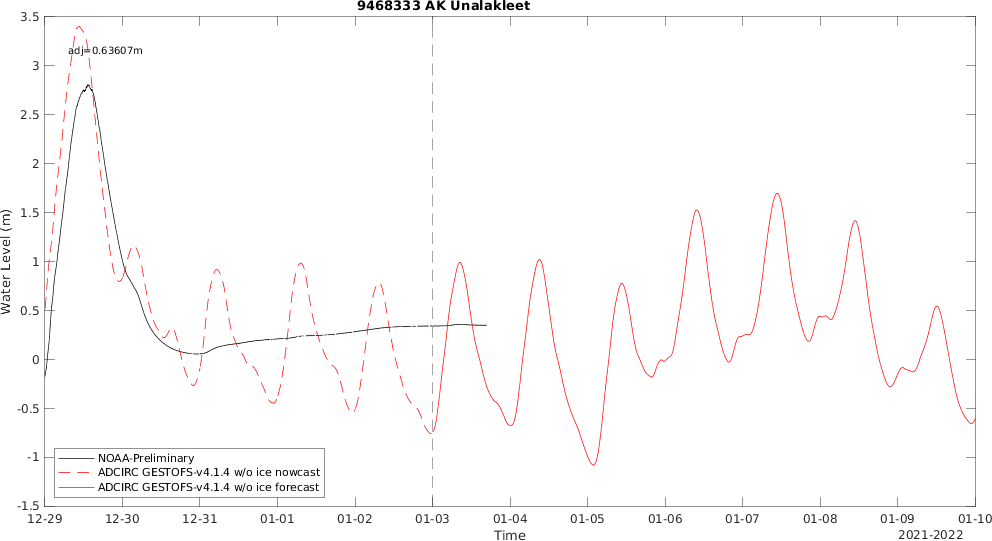 9468333 AK Unalakleet
adj=0.63607m
Water Level (m)
3.5
3
2.5
2
1.5
1
0.5
0
-0.5
-1
-1.5
NOAA-Preliminary
ADCIRC GESTOFS-v4.1.4 w/o ice nowcast
ADCIRC GESTOFS-v4.1.4 w/o ice forecast
12-29 12-30 12-31 01-01 01-02 01-03 01-04 01-05 01-06 01-07 01-08 01-09 01-10
Time
2021-2022